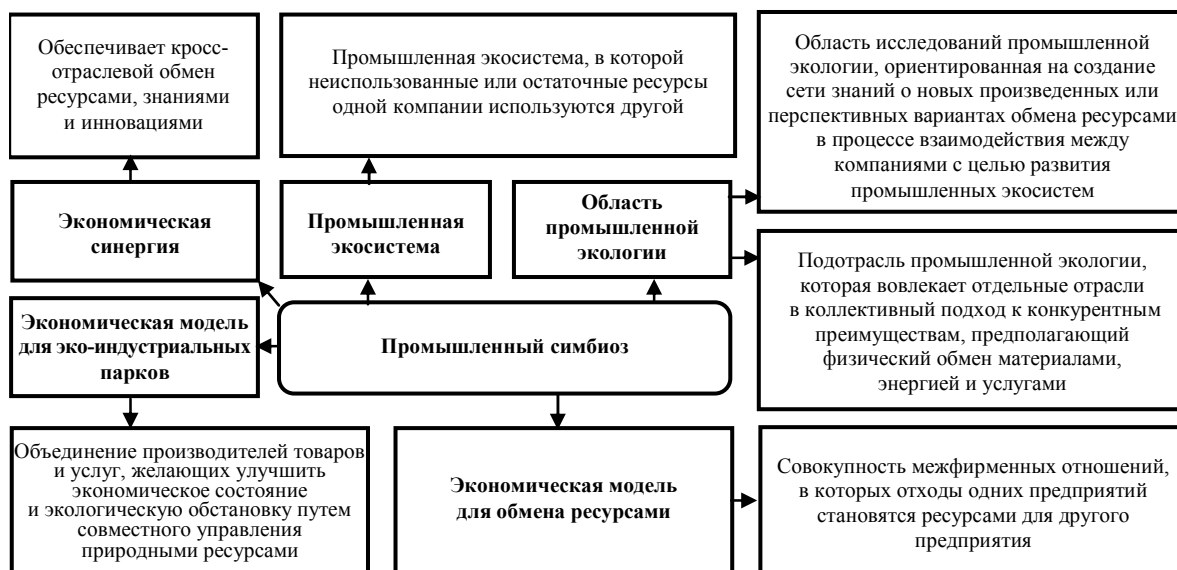 Обеспечивает кросс-
отраслевой обмен
ресурсами, знаниями
и инновациями
Промышленная экосистема, в которой
неиспользованные или остаточные ресурсы
одной компании используются другой
Область исследований промышленной
экологии, ориентированная на создание
сети знаний о новых произведенных или
перспективных вариантах обмена ресурсами
в процессе взаимодействия между
компаниями с целью развития
промышленных экосистем
Экономическая
синергия
Промышленная
экосистема
Область
промышленной
экологии
Подотрасль промышленной экологии,
которая вовлекает отдельные отрасли
в коллективный подход к конкурентным
преимуществам, предполагающий
физический обмен материалами,
энергией и услугами
Экономическая модель
для эко-индустриальных
парков
Промышленный симбиоз
Объединение производителей товаров
и услуг, желающих улучшить
экономическое состояние
и экологическую обстановку путем
совместного управления
природными ресурсами
Экономическая модель
для обмена ресурсами
Совокупность межфирменных отношений,
в которых отходы одних предприятий
становятся ресурсами для другого
предприятия